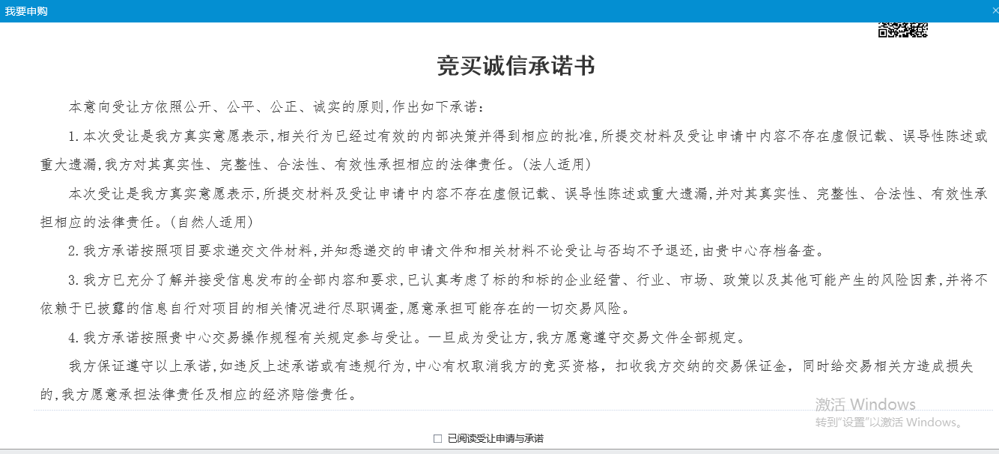 我要申购
竞买诚信承诺书
本意向受让方依照公开、公平、公正、诚实的原则,作出如下承诺:
1.本次受让是我方真实意愿表示,相关行为已经过有效的内部决策并得到相应的批准,所提交材料及受让申请中内容不存在虚假记载、误导性陈述或
重大遗漏,我方对其真实性、完整性、合法性、有效性承担相应的法律责任。(法人适用)
本次受让是我方真实意愿表示,所提交材料及受让申请中内容不存在虚假记载、误导性陈述或重大遗漏,并对其真实性、完整性、合法性、有效性承
担相应的法律责任。(自然人适用)
2.我方承诺按照项目要求递交文件材料,并知悉递交的申请文件和相关材料不论受让与否均不予退还,由贵中心存档备查。
3.我方已充分了解并接受信息发布的全部内容和要求,已认真考虑了标的和标的企业经营、行业、市场、政策以及其他可能产生的风险因素,并将不
依赖于已披露的信息自行对项目的相关情况进行尽职调查,愿意承担可能存在的一切交易风险。
4.我方承诺按照贵中心交易操作规程有关规定参与受让。一旦成为受让方,我方愿意遵守交易文件全部规定。
我方保证遵守以上承诺,如违反上述承诺或有违规行为,中心有权取消我方的竞买资格，扣收我方交纳的交易保证金，同时给交易相关方造成损失
的,我方愿意承担法律责任及相应的经济赔偿责任。
激活 Windows
转到"设置"以激活 Windows。
已阅读受让申请与承诺